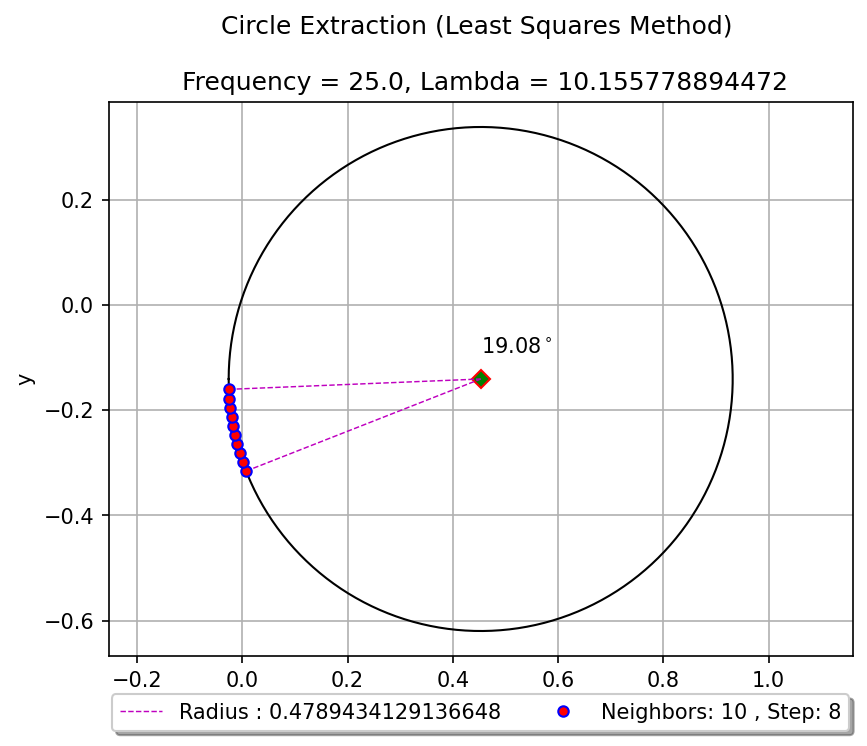 Circle Extraction (Least Squares Method)
Frequency = 25.0, Lambda = 10.155778894472
0.2
0.0
−0.2
−0.4
−0.6
y
19.08°
−0.2 0.0 0.2 0.4 0.6 0.8 1.0
Radius : 0.4789434129136648 Neighbors: 10 , Step: 8